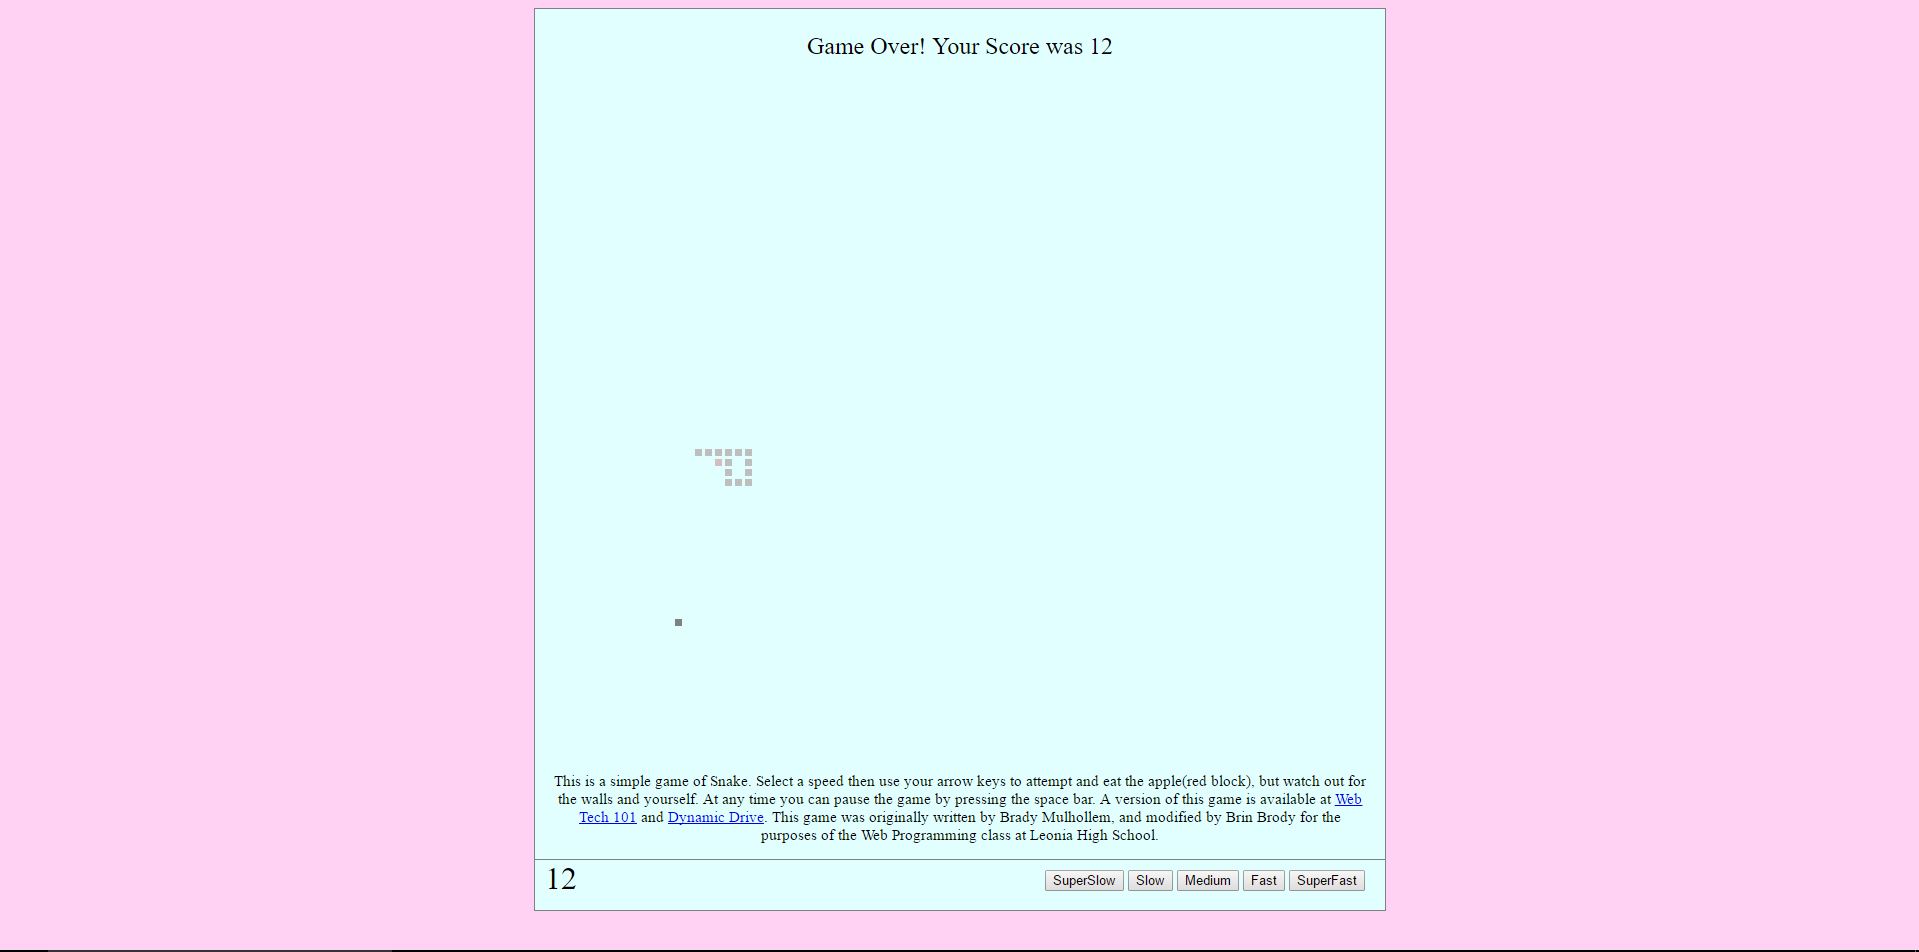 Game Over! Your Score was 12
This is a simple game of Snake. Select a speed then use your arrow keys to attempt and eat the apple(red block), but watch out for
the walls and yourself. At any time you can pause the game by pressing the space bar. A version of this game is available at Web
Tech 101 and Dynamic Drive. This game was originally written by Brady Mulhollem, and modified by Brin Brody for the
purposes of the Web Programming class at Leonia High School.
12 SuperSlow Slow Medium Fast SuperFast